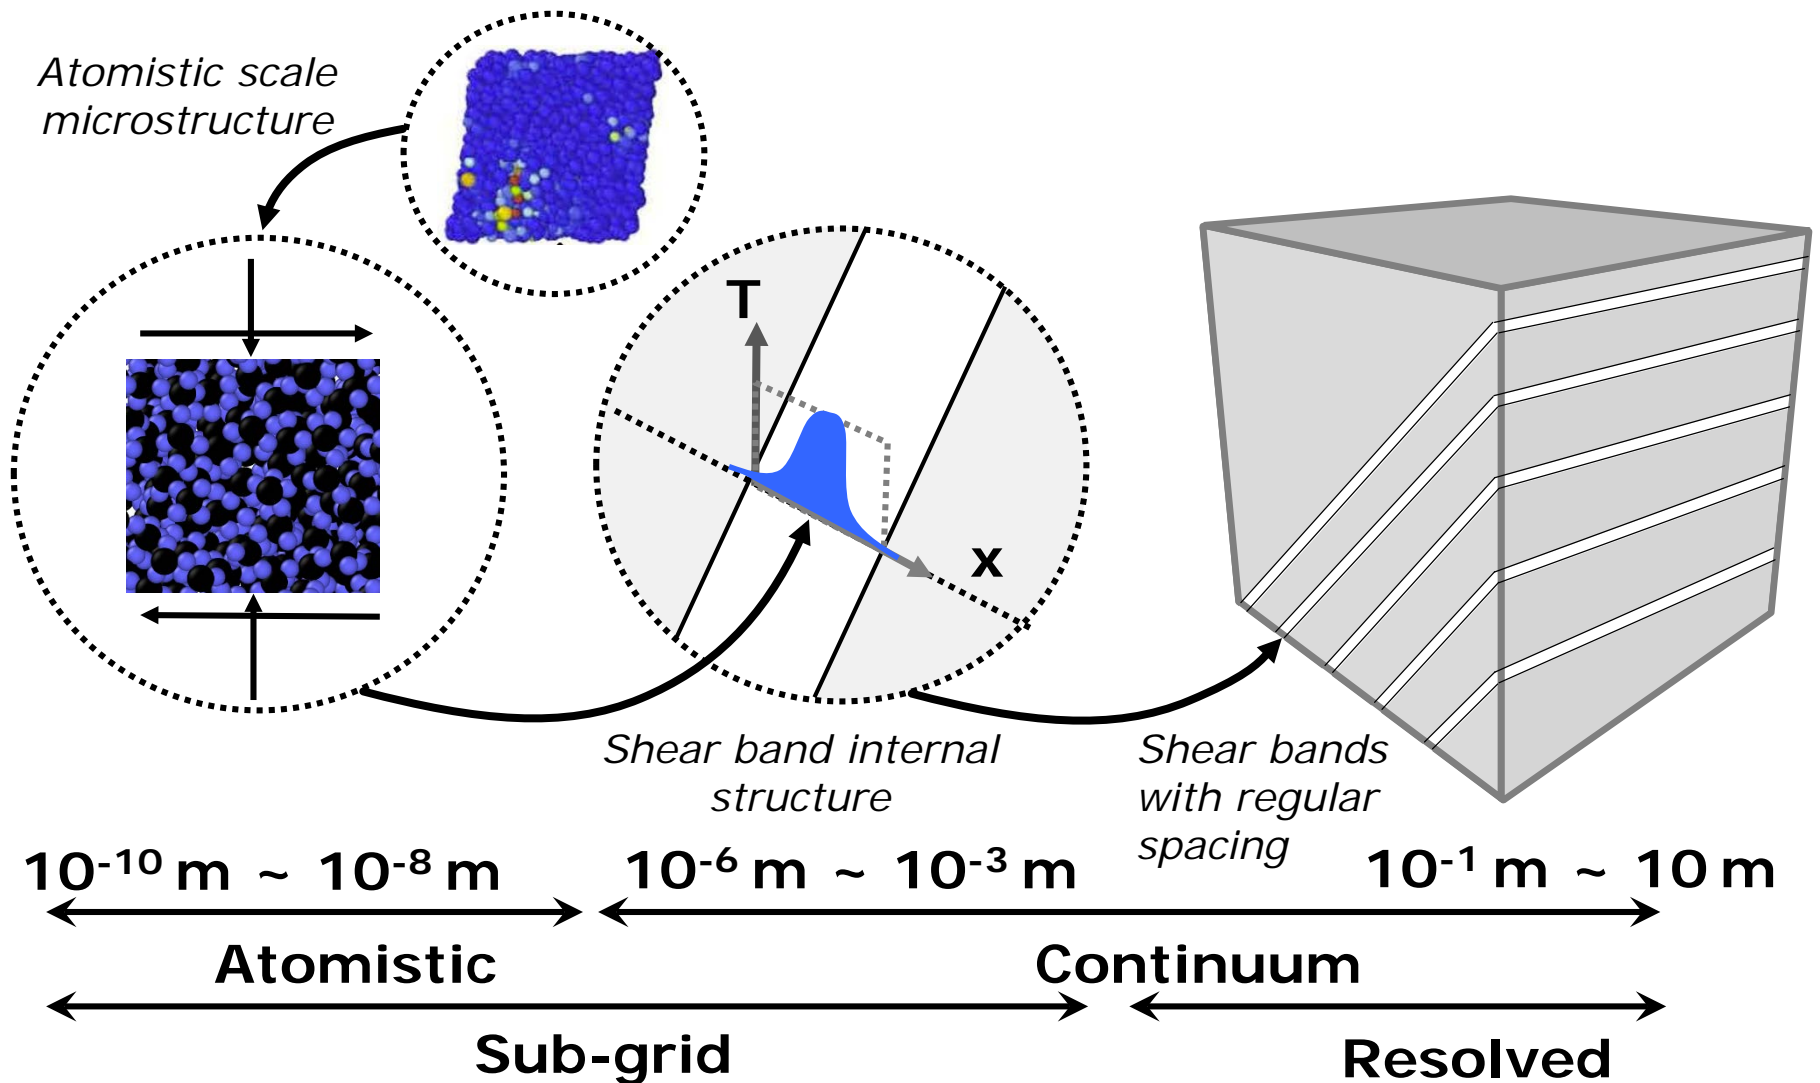 Atomistic scale
microstructure
T
x
Shear band internal
structure
Shear bands
with regular
spacing
10⁻¹⁰ m ~ 10⁻⁸ m
10⁻⁶ m ~ 10⁻³ m
10⁻¹ m ~ 10 m
Atomistic
Continuum
Sub-grid
Resolved